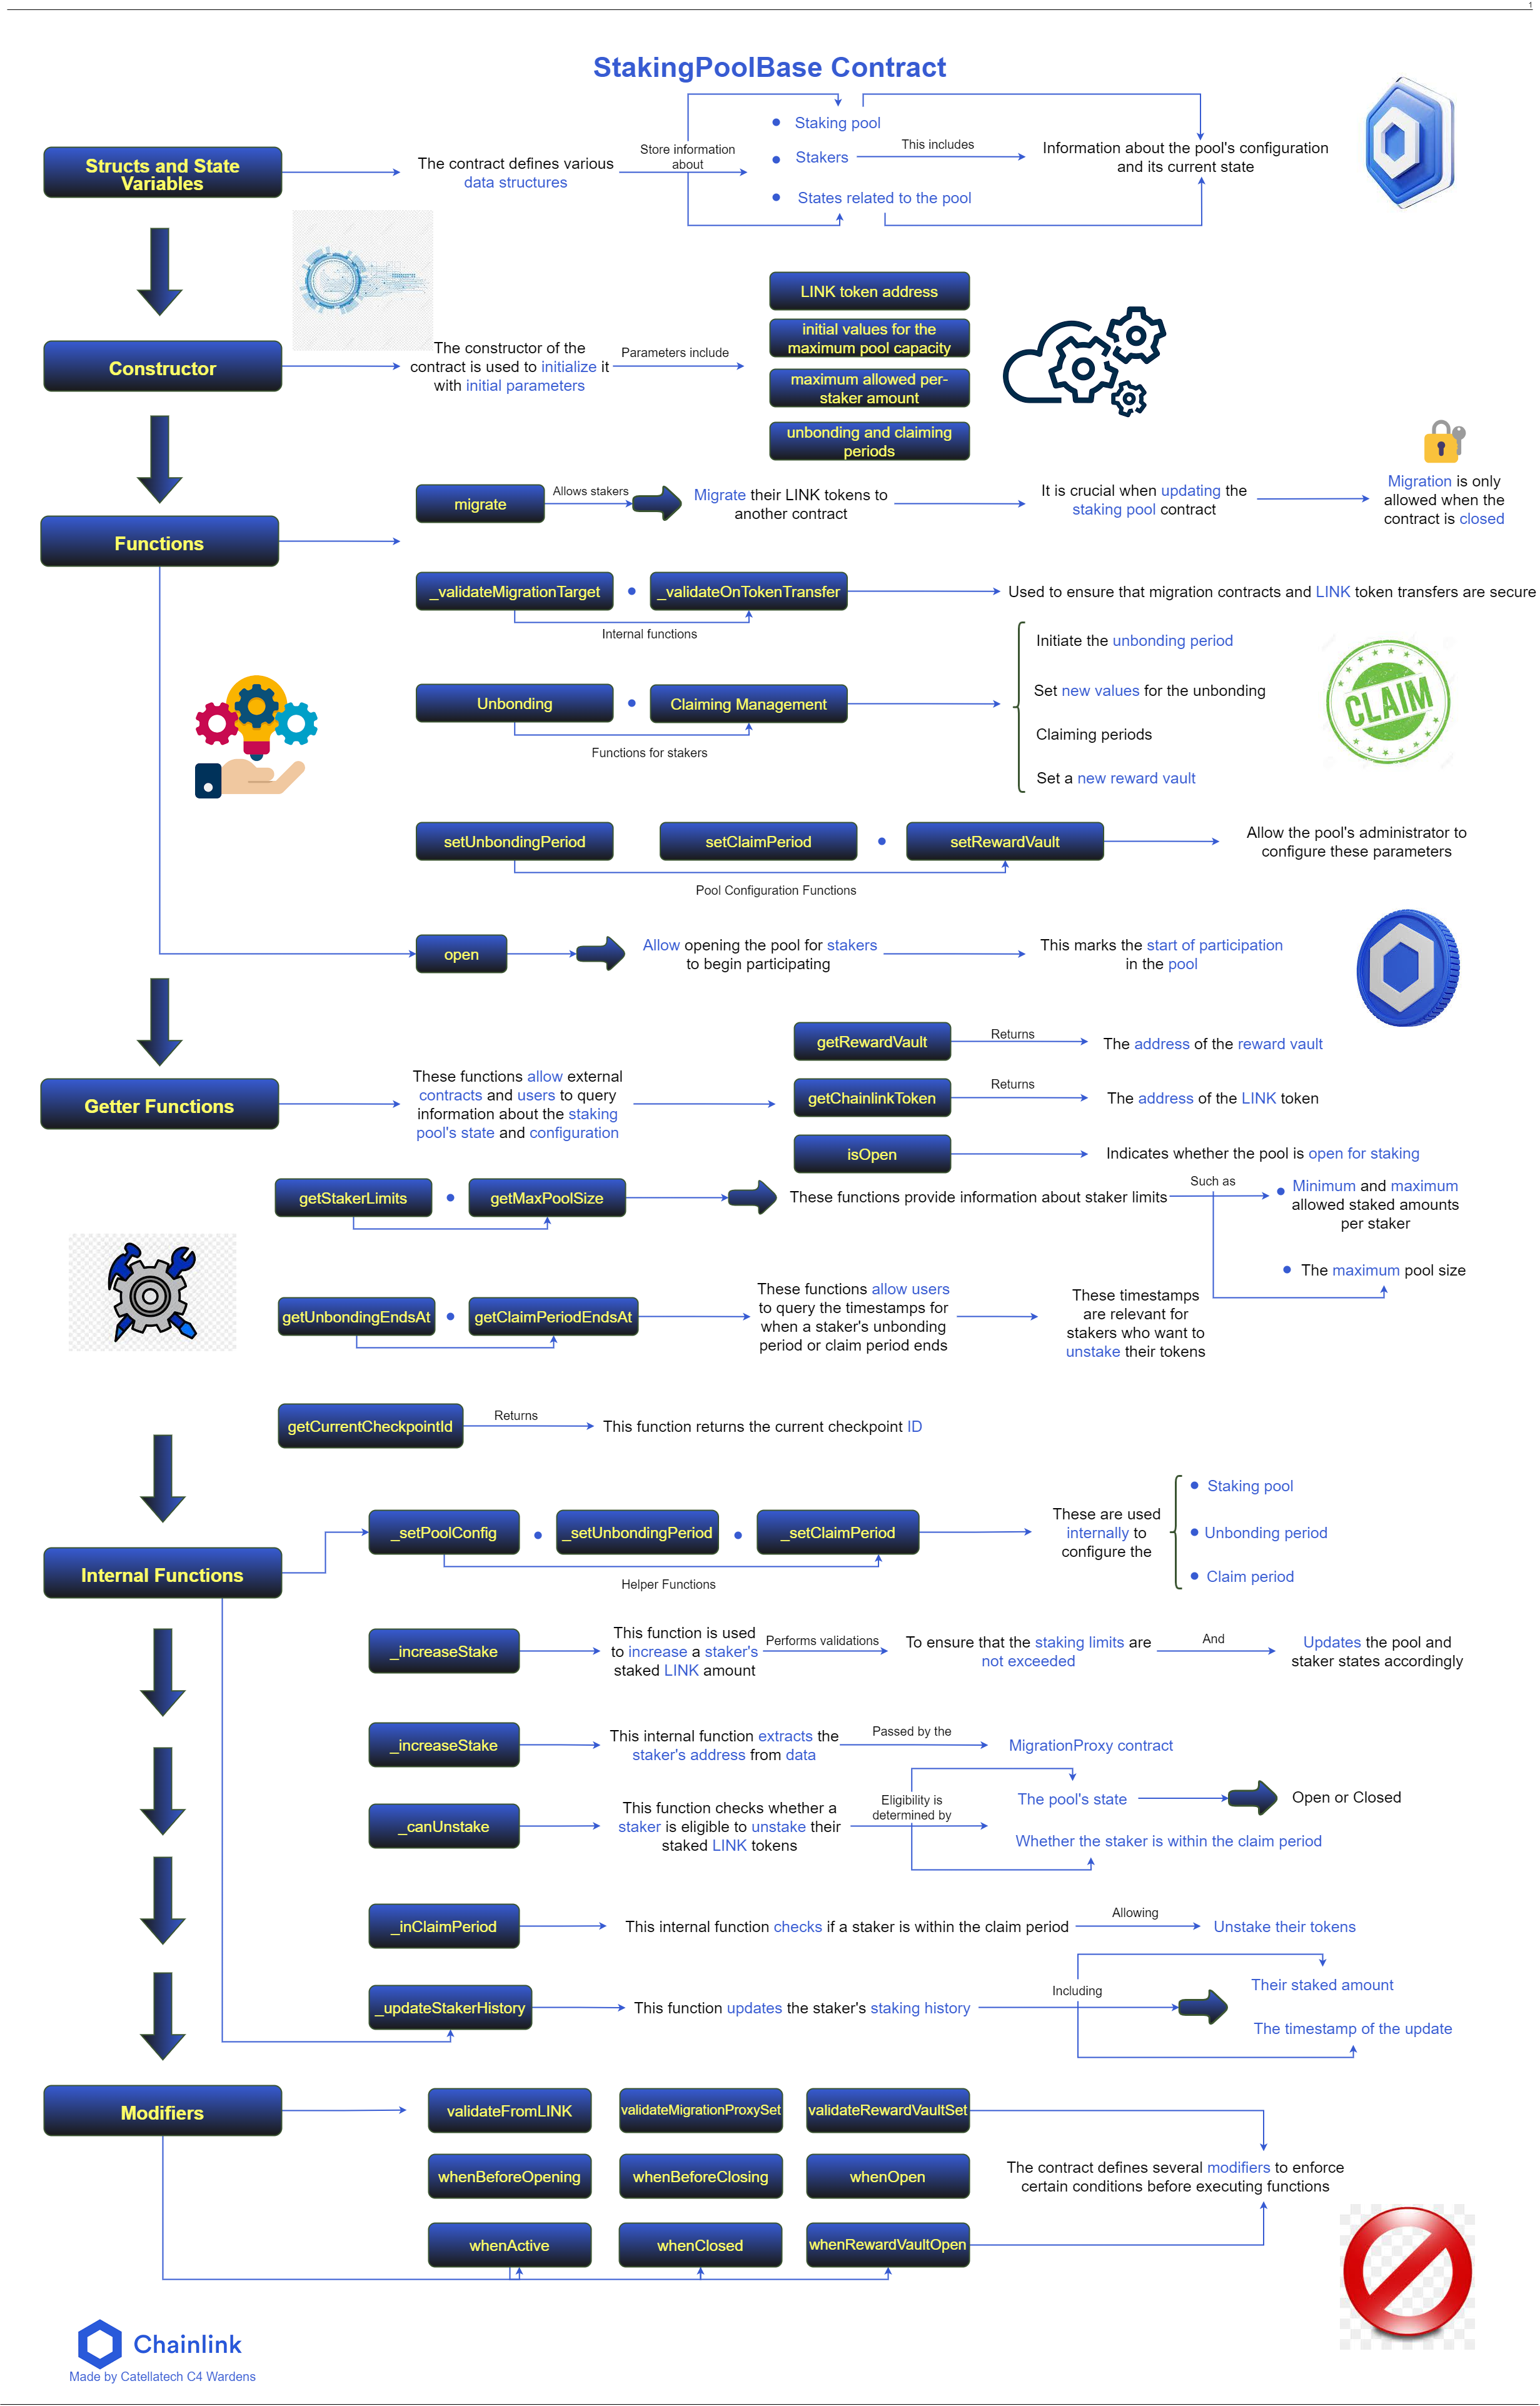 1
StakingPoolBase Contract
Structs and State
Variables
The contract defines various
data structures
Store information
about
Staking pool
Stakers
States related to the pool
This includes
Information about the pool's configuration
and its current state
Constructor
The constructor of the
contract is used to initialize it
with initial parameters
Parameters include
LINK token address
initial values for the
maximum pool capacity
maximum allowed per-
staker amount
unbonding and claiming
periods
Functions
migrate
Allows stakers
Migrate their LINK tokens to
another contract
It is crucial when updating the
staking pool contract
Migration is only
allowed when the
contract is closed
_validateMigrationTarget
_validateOnTokenTransfer
Internal functions
Used to ensure that migration contracts and LINK token transfers are secure
Unbonding
Claiming Management
Functions for stakers
Initiate the unbonding period
Set new values for the unbonding
Claiming periods
Set a new reward vault
CLAIM
setUnbondingPeriod
setClaimPeriod
setRewardVault
Pool Configuration Functions
Allow the pool's administrator to
configure these parameters
open
Allow opening the pool for stakers
to begin participating
This marks the start of participation
in the pool
Getter Functions
These functions allow external
contracts and users to query
information about the staking
pool's state and configuration
getRewardVault
Returns
The address of the reward vault
getChainlinkToken
Returns
The address of the LINK token
isOpen
Indicates whether the pool is open for staking
getStakerLimits
getMaxPoolSize
These functions provide information about staker limits
Such as
Minimum and maximum
allowed staked amounts
per staker
The maximum pool size
getUnbondingEndsAt
getClaimPeriodEndsAt
These functions allow users
to query the timestamps for
when a staker's unbonding
period or claim period ends
These timestamps
are relevant for
stakers who want to
unstake their tokens
getCurrentCheckpointId
Returns
This function returns the current checkpoint ID
Internal Functions
_setPoolConfig
_setUnbondingPeriod
_setClaimPeriod
Helper Functions
These are used
internally to
configure the
Staking pool
Unbonding period
Claim period
_increaseStake
This function is used
to increase a staker's
staked LINK amount
Performs validations
To ensure that the staking limits are
not exceeded
And
Updates the pool and
staker states accordingly
_increaseStake
This internal function extracts the
staker's address from data
Passed by the
MigrationProxy contract
_canUnstake
This function checks whether a
staker is eligible to unstake their
staked LINK tokens
Eligibility is
determined by
The pool's state
Open or Closed
Whether the staker is within the claim period
_inClaimPeriod
This internal function checks if a staker is within the claim period
Allowing
Unstake their tokens
_updateStakerHistory
This function updates the staker's staking history
Including
Their staked amount
The timestamp of the update
Modifiers
validateFromLINK
validateMigrationProxySet
validateRewardVaultSet
whenBeforeOpening
whenBeforeClosing
whenOpen
whenActive
whenClosed
whenRewardVaultOpen
The contract defines several modifiers to enforce
certain conditions before executing functions
Chainlink
Made by Catellatech C4 Wardens